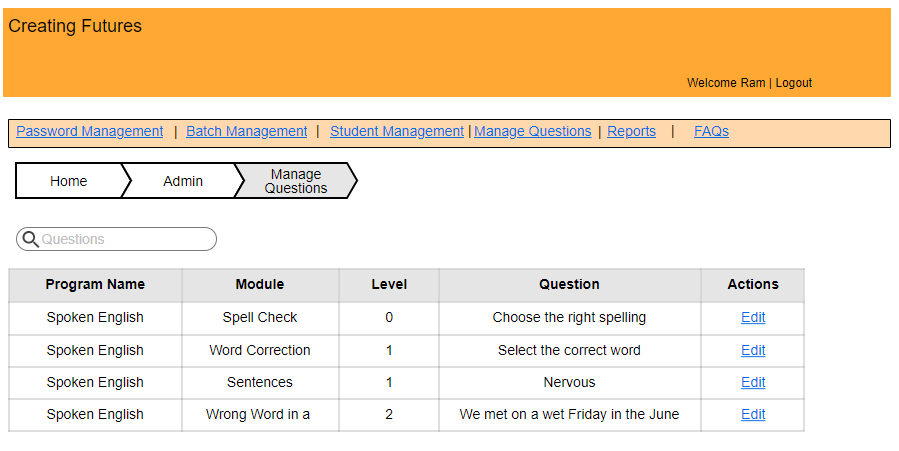 Creating Futures
Welcome Ram | Logout
Password Management | Batch Management | Student Management | Manage Questions | Reports | FAQs
Home Admin Manage Questions
Questions
Program Name Module Level Question Actions
Spoken English Spell Check 0 Choose the right spelling Edit
Spoken English Word Correction 1 Select the correct word Edit
Spoken English Sentences 1 Nervous Edit
Spoken English Wrong Word in a 2 We met on a wet Friday in the June Edit